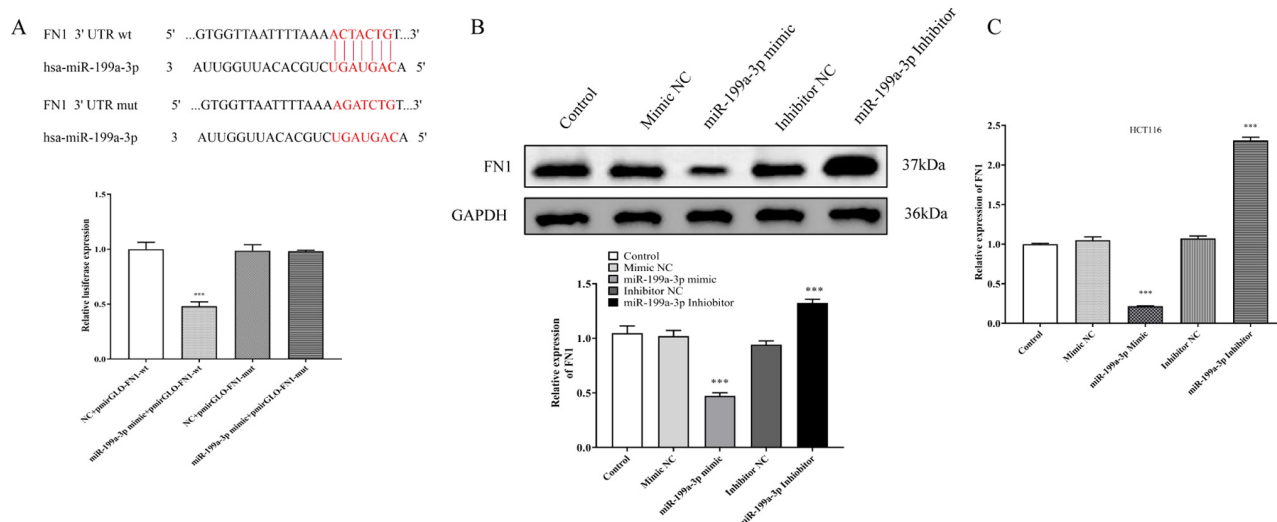 A
FN1 3' UTR wt 5' ...GTGGTTAATTTTAAAACTACTGT...3'
hsa-miR-199a-3p 3 AUUGGUUACACGUCUGAUGACA 5'
FN1 3' UTR mut 5' ...GTGGTTAATTTTAAAAGATCTGT...3'
hsa-miR-199a-3p 3 AUUGGUUACACGUCUGAUGACA 5'
Relative luciferase expression
1.5
1.0
0.5
0.0
***
NC+pmirGLO-FN1-wt
miR-199a-3p mimic+pmirGLO-FN1-wt
NC+pmirGLO-FN1-mut
miR-199a-3p mimic+pmirGLO-FN1-mut
B
Control
Mimic NC
miR-199a-3p mimic
Inhibitor NC
miR-199a-3p Inhibitor
FN1 37kDa
GAPDH 36kDa
Relative expression
of FN1
1.5
1.0
0.5
0.0
Control
Mimic NC
miR-199a-3p mimic
Inhibitor NC
miR-199a-3p Inhiobitor
***
***
Control
Mimic NC
miR-199a-3p mimic
Inhibitor NC
miR-199a-3p Inhiobitor
C
HCT116
Relative expression of FN1
2.5
2.0
1.5
1.0
0.5
0.0
***
***
Control
Mimic NC
miR-199a-3p Mimic
Inhibitor NC
miR-199a-3p Inhibitor